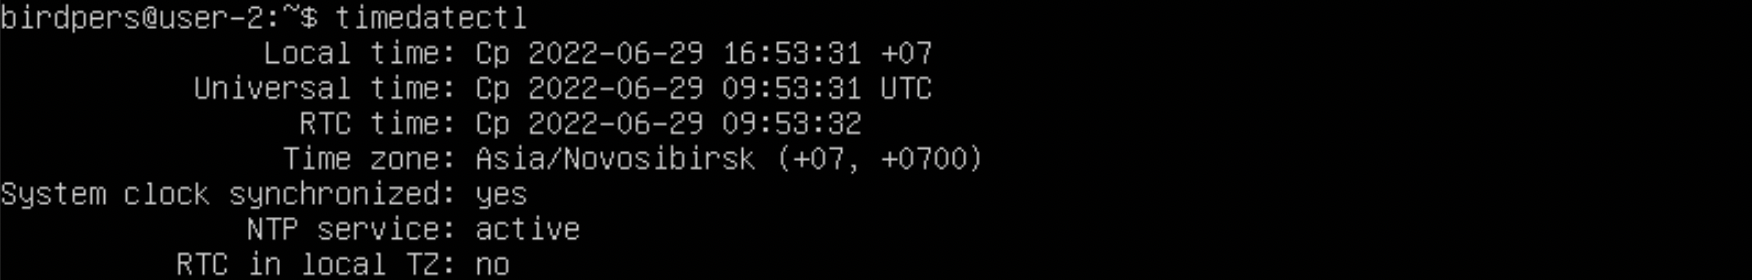 birdpers@user-2:~$ timedatectl
Local time: Ср 2022-06-29 16:53:31 +07
Universal time: Ср 2022-06-29 09:53:31 UTC
RTC time: Ср 2022-06-29 09:53:32
Time zone: Asia/Novosibirsk (+07, +0700)
System clock synchronized: yes
NTP service: active
RTC in local TZ: no